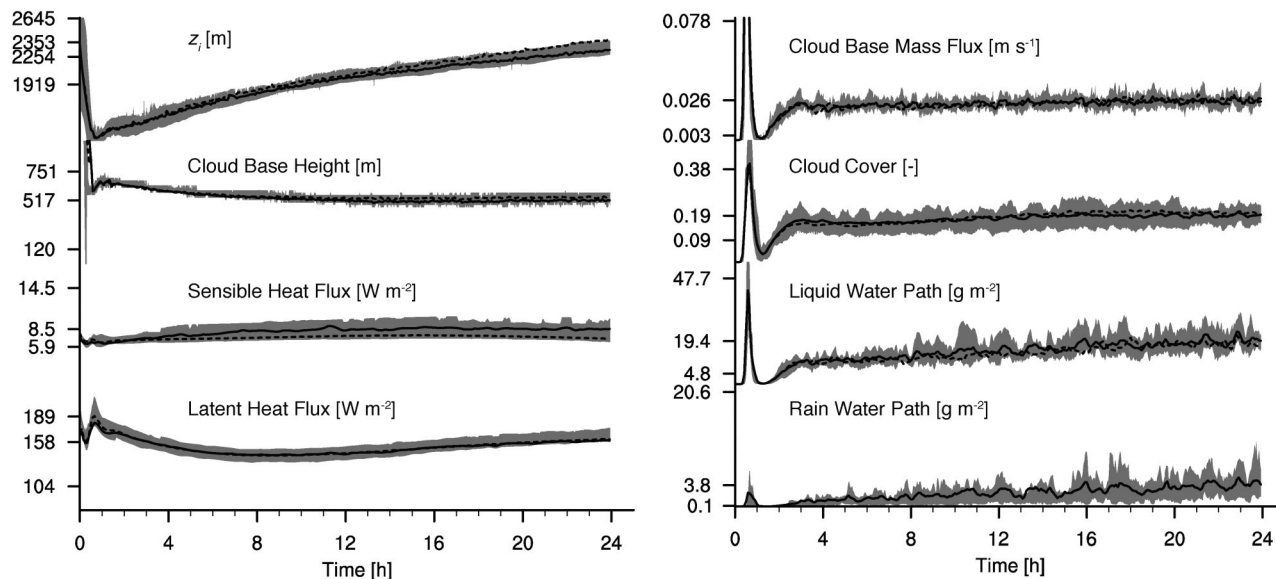 2645
2353
2254
1919
zᵢ [m]
751
517
120
Cloud Base Height [m]
14.5
8.5
5.9
Sensible Heat Flux [W m⁻²]
189
158
104
Latent Heat Flux [W m⁻²]
0 4 8 12 16 20 24
Time [h]
0.078
0.026
0.003
Cloud Base Mass Flux [m s⁻¹]
0.38
0.19
0.09
Cloud Cover [-]
47.7
19.4
4.8
Liquid Water Path [g m⁻²]
20.6
3.8
0.1
Rain Water Path [g m⁻²]
0 4 8 12 16 20 24
Time [h]